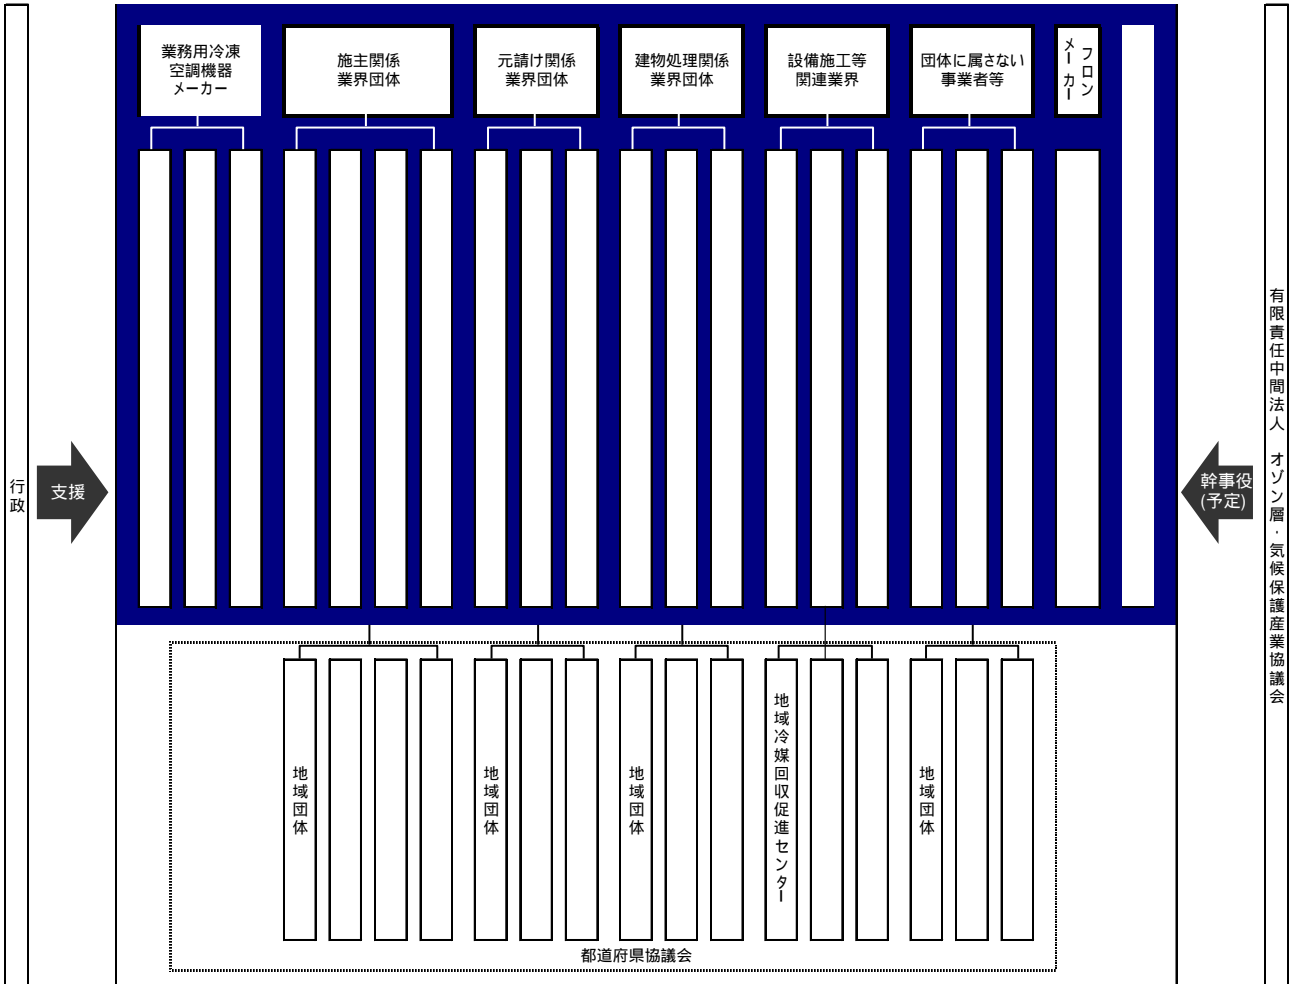 業務用冷凍
空調機器
メーカー
施主関係
業界団体
元請け関係
業界団体
建物処理関係
業界団体
設備施工等
関連業界
団体に属さない
事業者等
フロン
メーカー
行政
支援
幹事役
(予定)
有限責任中間法人 オゾン層・気候保護産業協議会
地域団体
地域団体
地域団体
地域冷媒回収促進センター
地域団体
都道府県協議会